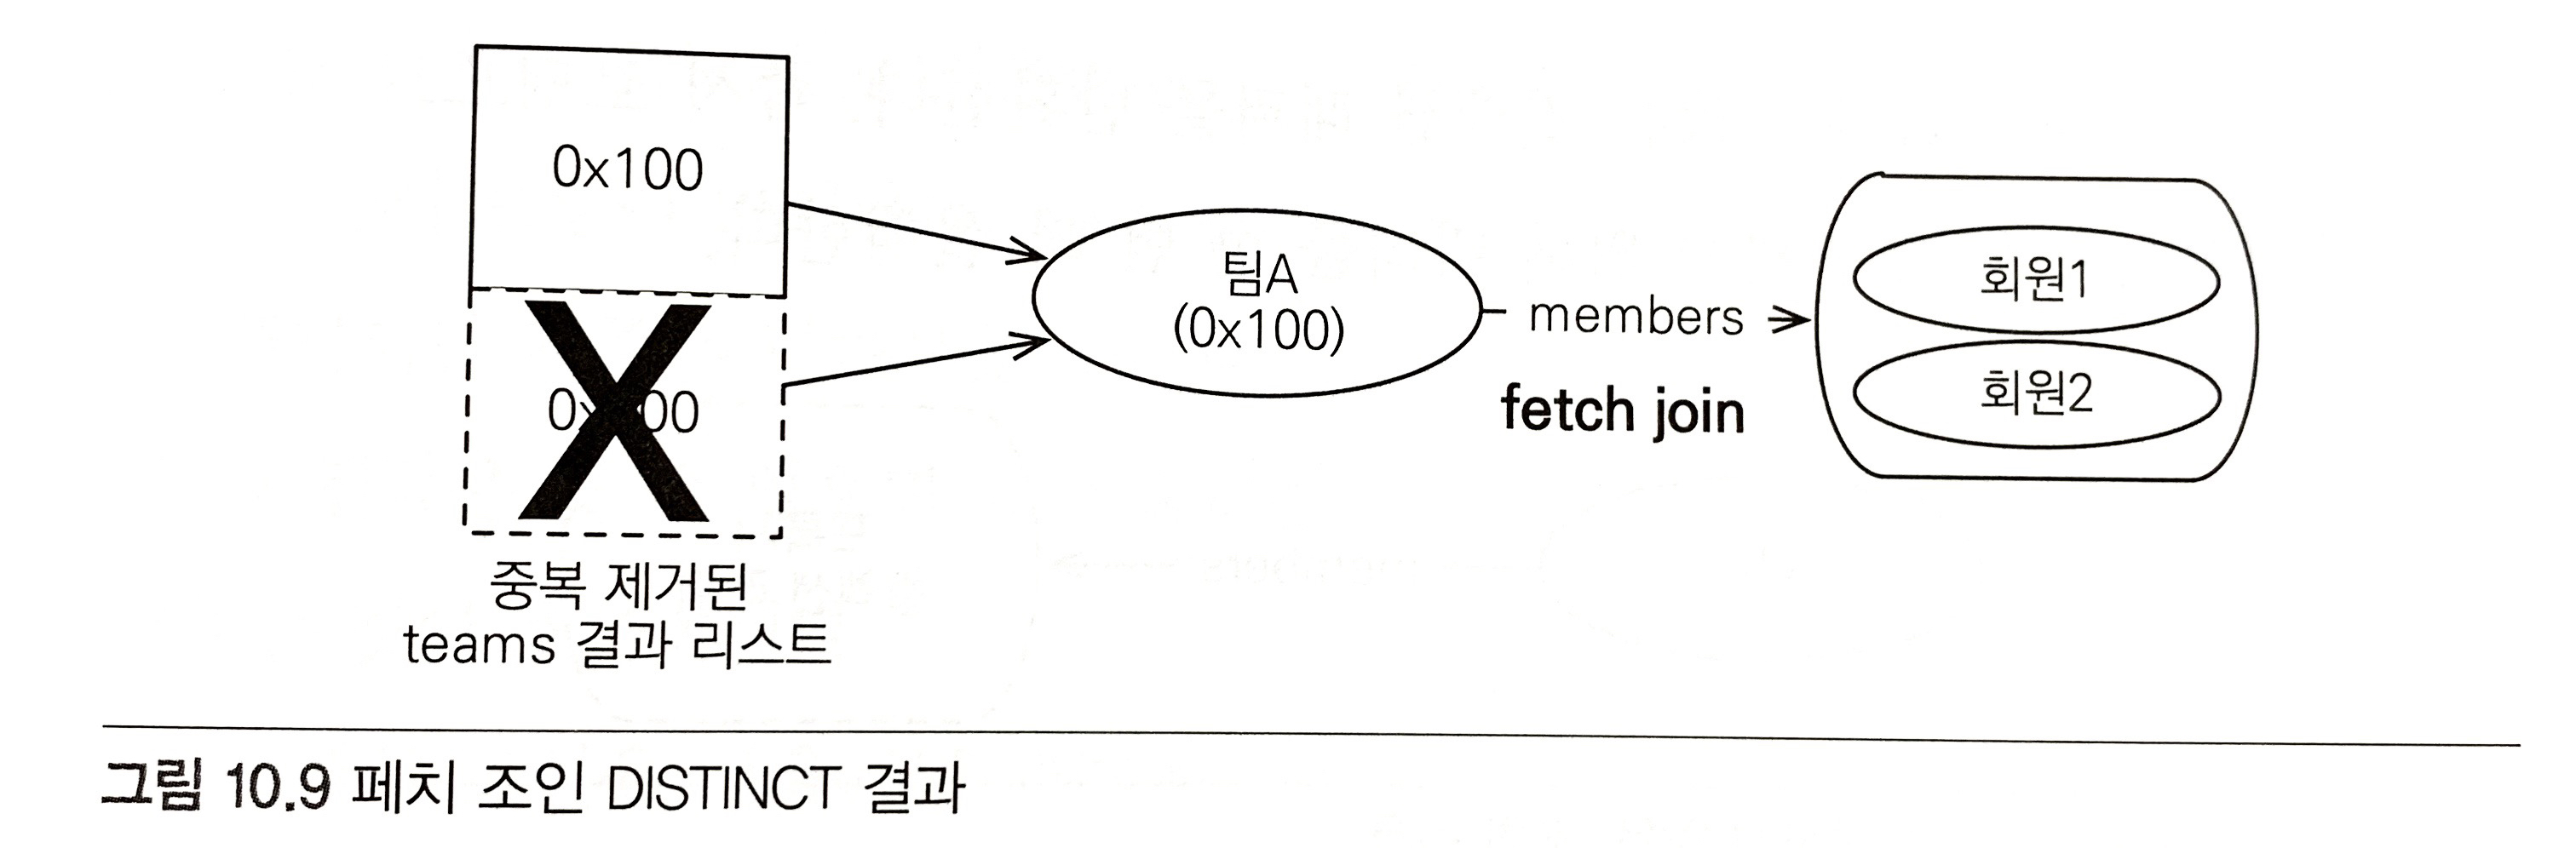 0x100
팀A
(0x100)
members
fetch join
회원1
회원2
중복 제거된
teams 결과 리스트
그림 10.9 페치 조인 DISTINCT 결과